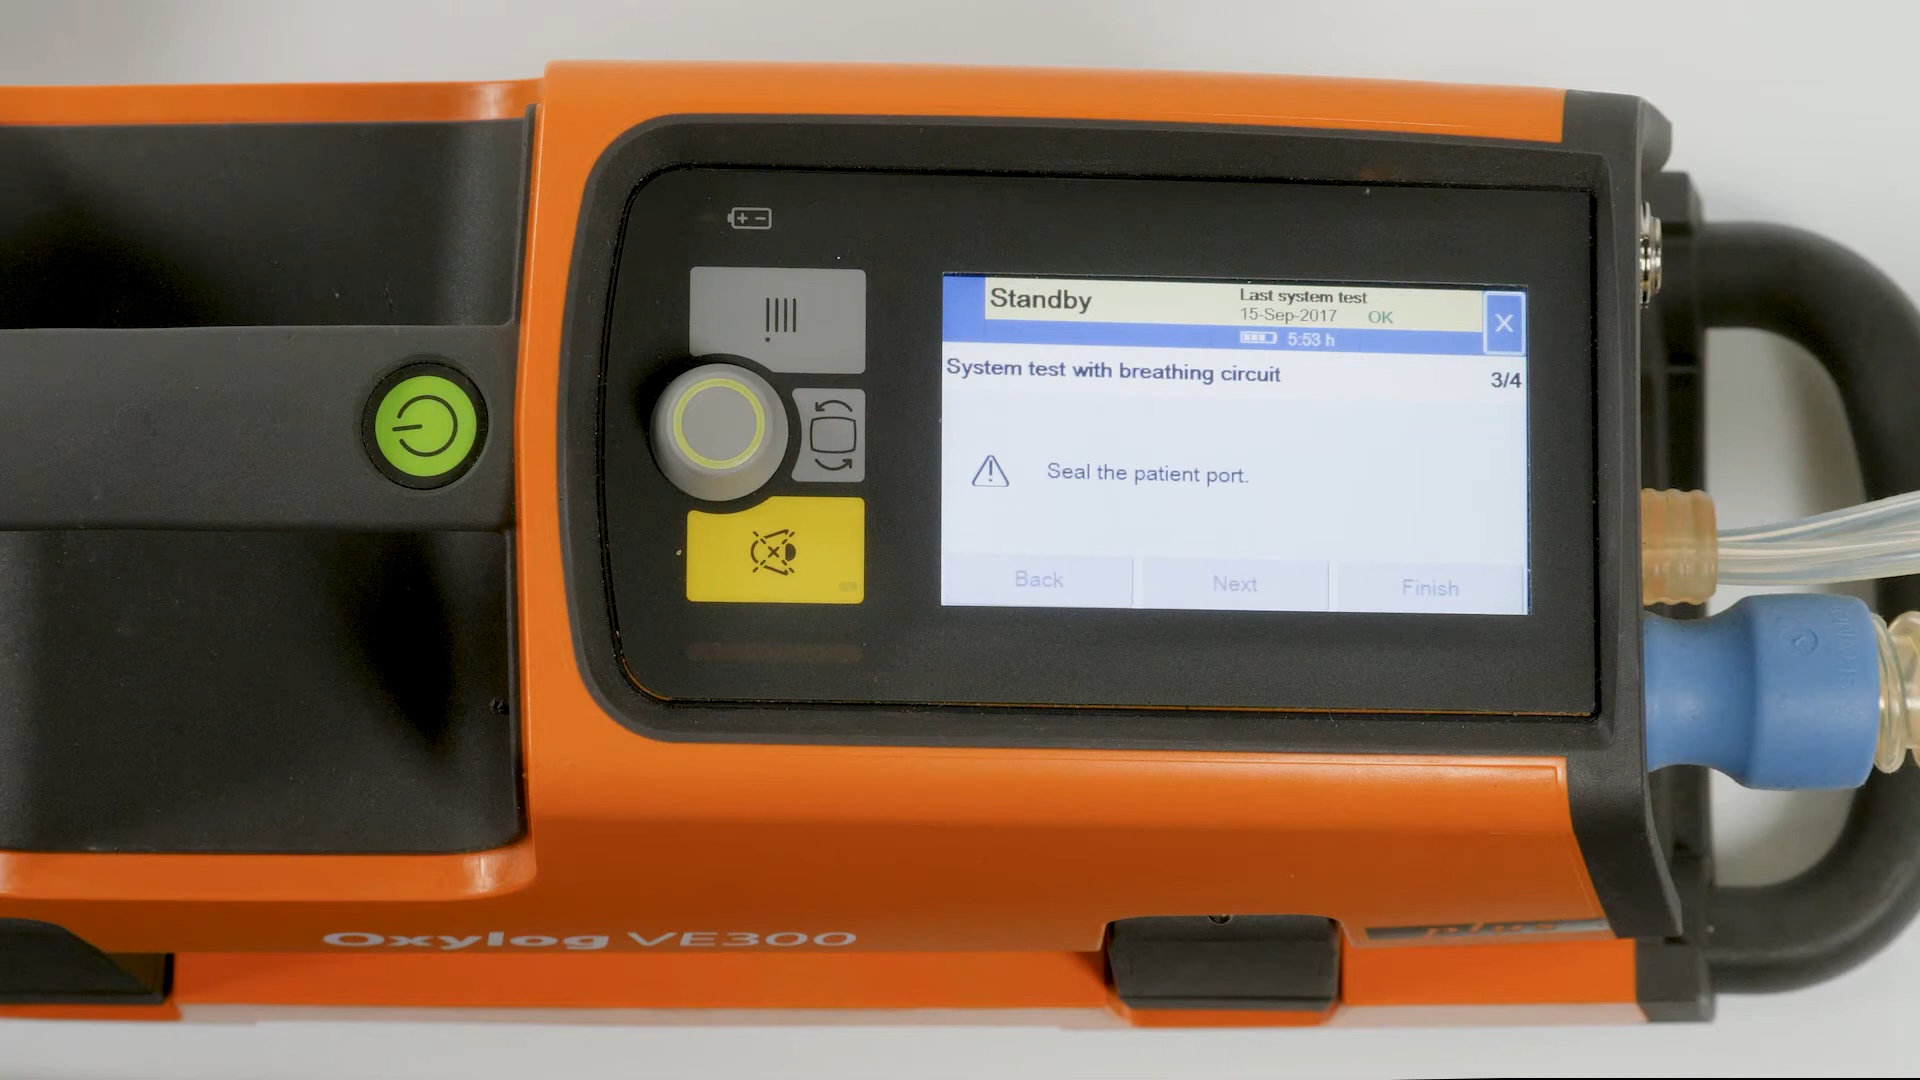 Standby
Last system test
15-Sep-2017 OK
5:53 h
System test with breathing circuit
3/4
Seal the patient port.
Back
Next
Finish
Oxylog VE300
plus